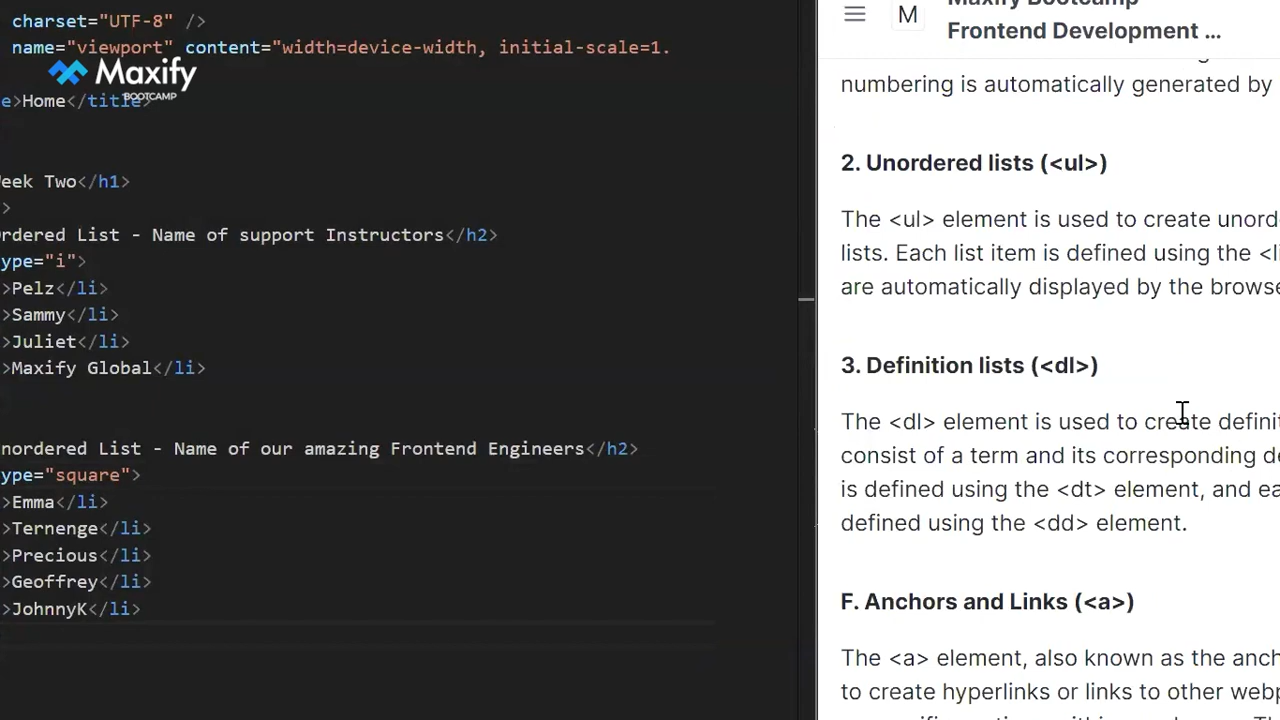 charset="UTF-8" />
name="viewport" content="width=device-width, initial-scale=1.
Maxify
BOOTCAMP
e>Home</title>
eek Two</h1>
>
rdered List - Name of support Instructors</h2>
ype="i">
>Pelz</li>
>Sammy</li>
>Juliet</li>
>Maxify Global</li>
nordered List - Name of our amazing Frontend Engineers</h2>
ype="square">
>Emma</li>
>Ternenge</li>
>Precious</li>
>Geoffrey</li>
>JohnnyK</li>
M
Maxify Bootcamp
Frontend Development ...
numbering is automatically generated by
2. Unordered lists (<ul>)
The <ul> element is used to create unord
lists. Each list item is defined using the <li
are automatically displayed by the browse
3. Definition lists (<dl>)
The <dl> element is used to create definit
consist of a term and its corresponding de
is defined using the <dt> element, and ea
defined using the <dd> element.
F. Anchors and Links (<a>)
The <a> element, also known as the anch
to create hyperlinks or links to other webp